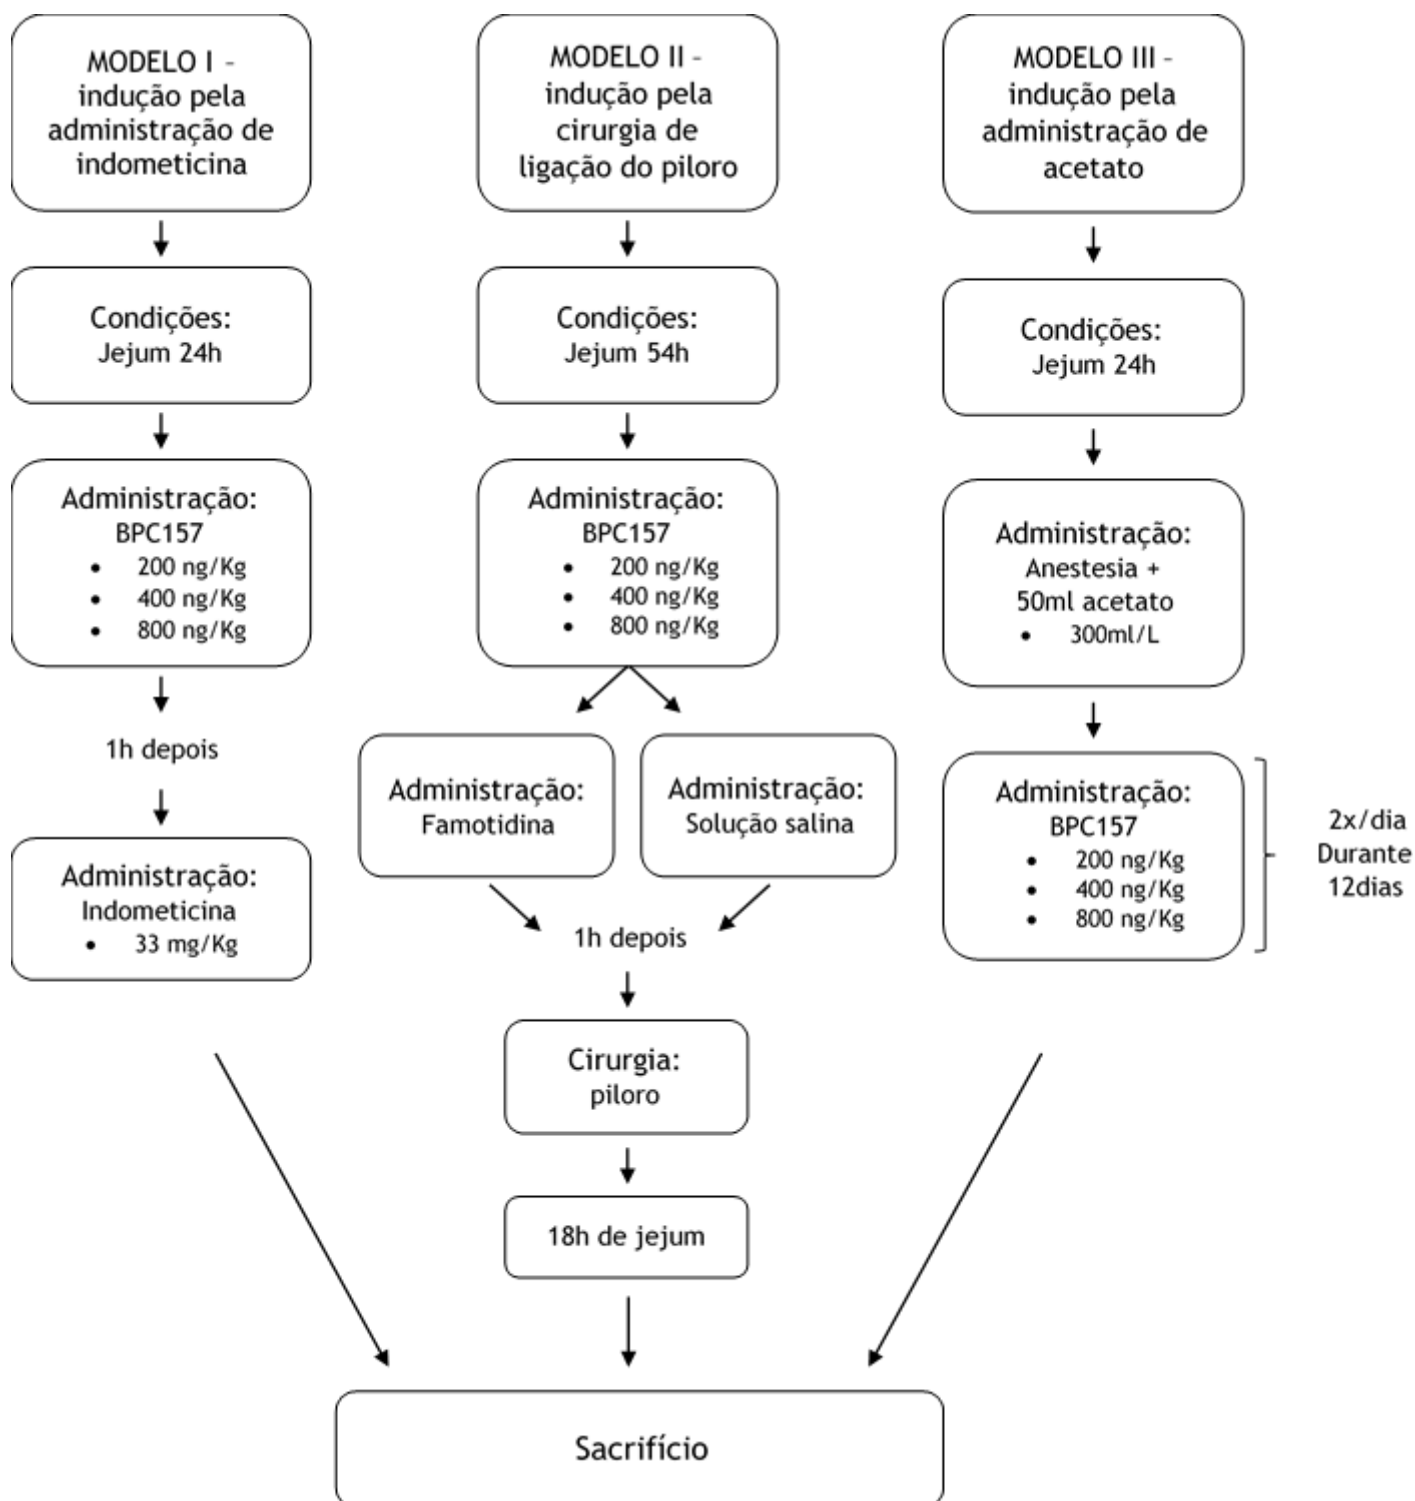 MODELO I –
indução pela
administração de
indometicina
Condições:
Jejum 24h
Administração:
BPC157
• 200 ng/Kg
• 400 ng/Kg
• 800 ng/Kg
1h depois
Administração:
Indometicina
• 33 mg/Kg
MODELO II –
indução pela
cirurgia de
ligação do piloro
Condições:
Jejum 54h
Administração:
BPC157
• 200 ng/Kg
• 400 ng/Kg
• 800 ng/Kg
Administração:
Famotidina
Administração:
Solução salina
1h depois
Cirurgia:
piloro
18h de jejum
MODELO III –
indução pela
administração de
acetato
Condições:
Jejum 24h
Administração:
Anestesia +
50ml acetato
• 300ml/L
Administração:
BPC157
• 200 ng/Kg
• 400 ng/Kg
• 800 ng/Kg
2x/dia
Durante
12dias
Sacrifício